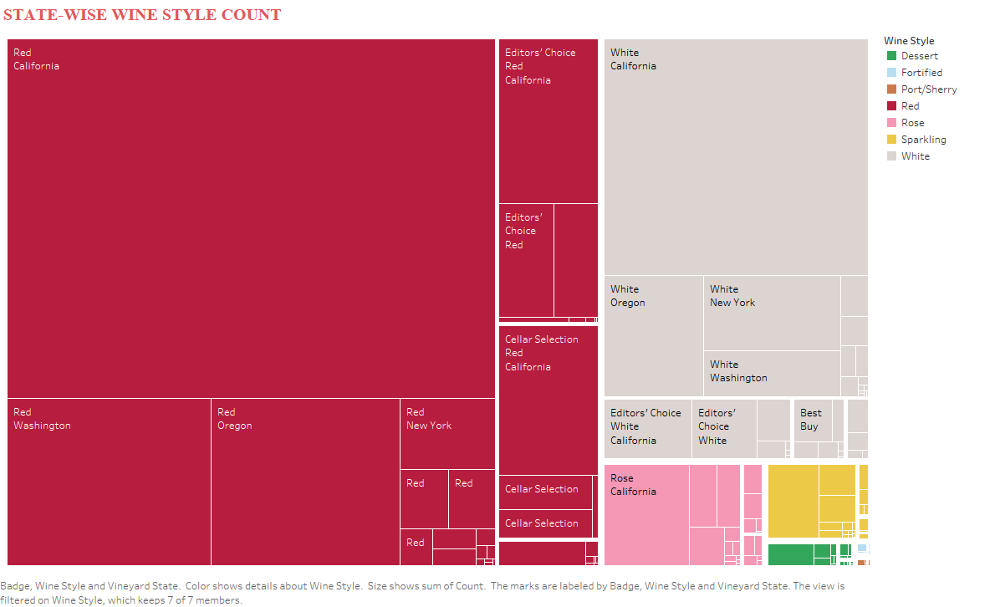 STATE-WISE WINE STYLE COUNT
Red
California
Editors' Choice
Red
California
White
California
Wine Style
Dessert
Fortified
Port/Sherry
Red
Rose
Sparkling
White
Editors'
Choice
Red
White
Oregon
White
New York
White
Washington
Cellar Selection
Red
California
Red
Washington
Red
Oregon
Red
New York
Editors' Choice
White
California
Editors'
Choice
White
Best
Buy
Red
Red
Cellar Selection
Cellar Selection
Red
Rose
California
Badge, Wine Style and Vineyard State.  Color shows details about Wine Style.  Size shows sum of Count.  The marks are labeled by Badge, Wine Style and Vineyard State. The view is
filtered on Wine Style, which keeps 7 of 7 members.